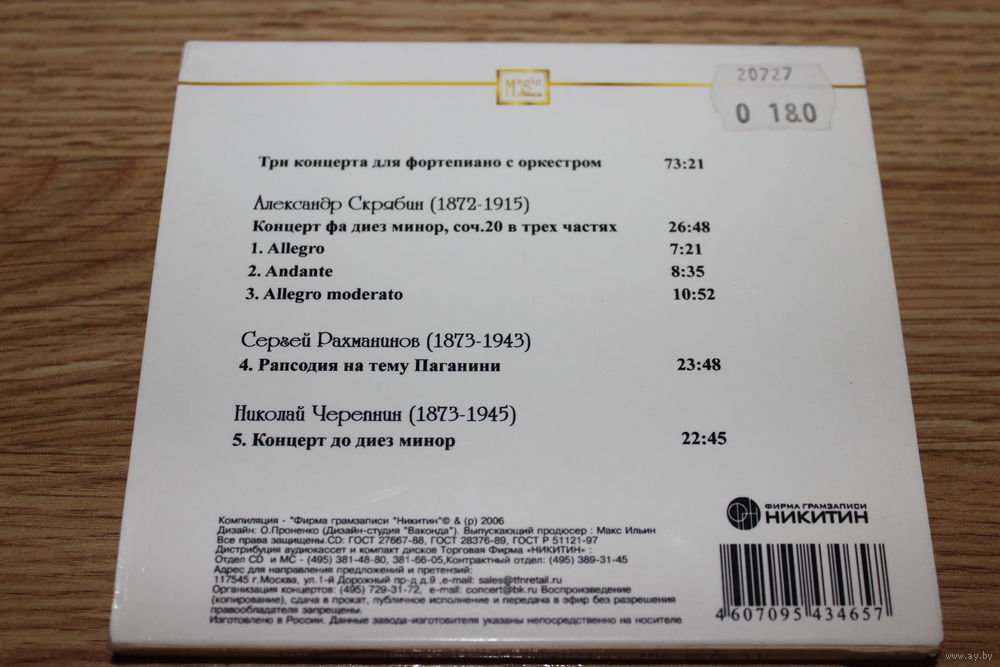 Magic
20727
0 18.0
Три концерта для фортепиано с оркестром 73:21
Александр Скрябин (1872-1915)
Концерт фа диез минор, соч.20 в трех частях 26:48
1. Allegro 7:21
2. Andante 8:35
3. Allegro moderato 10:52
Сергей Рахманинов (1873-1943)
4. Рапсодия на тему Паганини 23:48
Николай Черепнин (1873-1945)
5. Концерт до диез минор 22:45
ФИРМА ГРАМЗАПИСИ
НИКИТИН
Компиляция - "Фирма грамзаписи "Никитин"© & (p) 2006
Дизайн: О.Проненко (Дизайн-студия "Ваконда"). Выпускающий продюсер : Макс Ильин
Все права защищены.CD: ГОСТ 27667-88, ГОСТ 28376-89, ГОСТ Р 51121-97
Дистрибуция аудиокассет и компакт дисков Торговая Фирма «НИКИТИН» :
Отдел CD и МС - (495) 381-48-80, 381-66-05,Контрактный отдел: (495) 389-31-45
Адрес для направления предложений и претензий:
117545 г.Москва, ул.1-й Дорожный пр-д д.9 ,e-mail: sales@tfnretail.ru
Организация концертов: (495) 729-31-72, e-mail: concert@bk.ru Воспроизведение
(копирование), сдача в прокат, публичное исполнение и передача в эфир без разрешения
правообладателя запрещены.
Изготовлено в России. Данные завода-изготовителя указаны непосредственно на носителе
4607095434657
www.ay.by